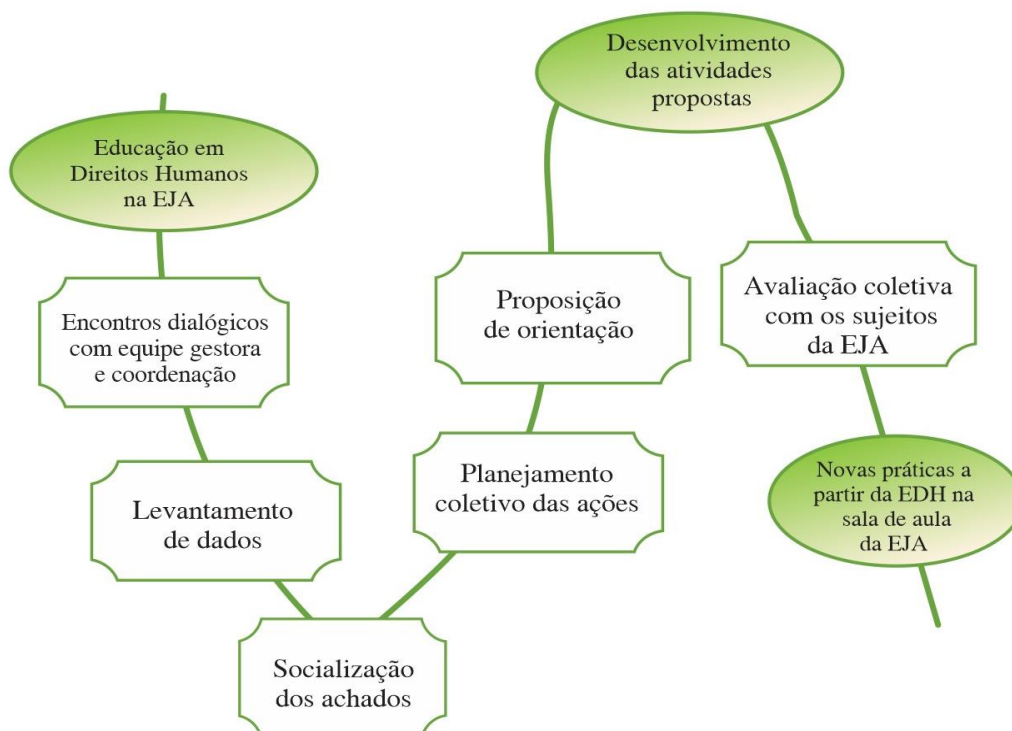 Educação em
Direitos Humanos
na EJA
Encontros dialógicos
com equipe gestora
e coordenação
Levantamento
de dados
Socialização
dos achados
Planejamento
coletivo das ações
Proposição
de orientação
Desenvolvimento
das atividades
propostas
Avaliação coletiva
com os sujeitos
da EJA
Novas práticas a
partir da EDH na
sala de aula
da EJA